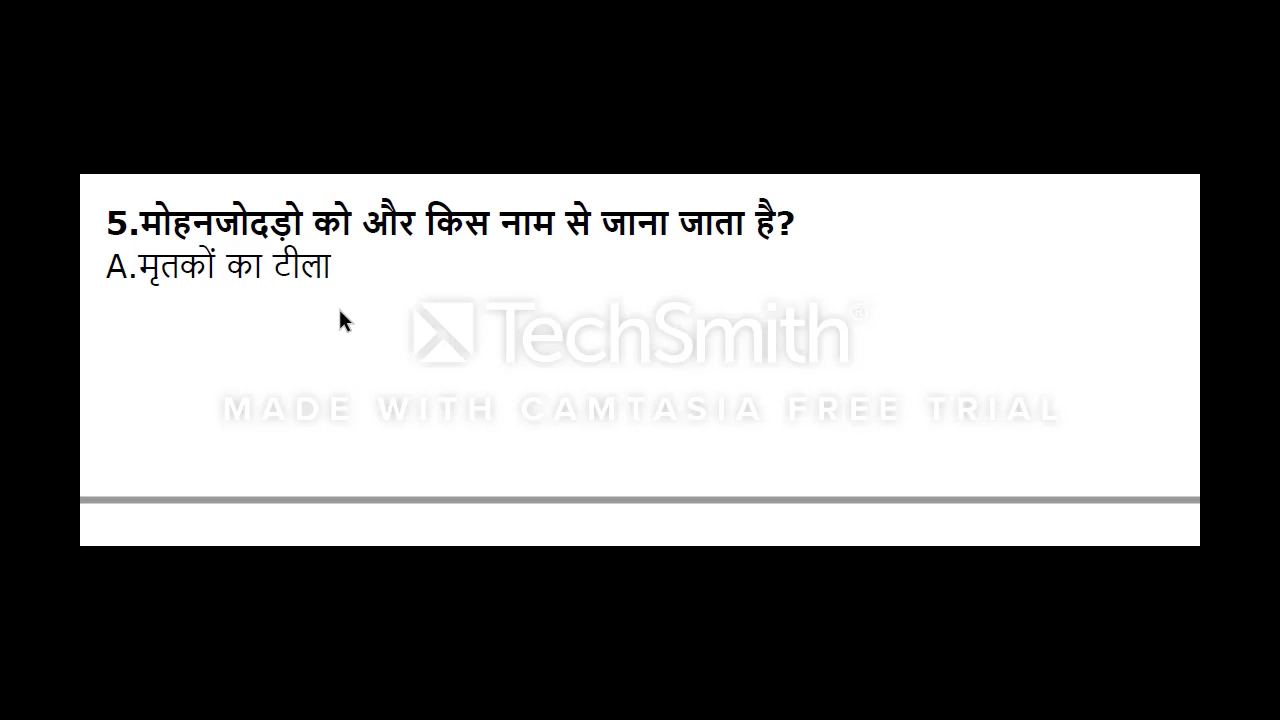 5.मोहनजोदड़ो को और किस नाम से जाना जाता है?
A.मृतकों का टीला
TechSmith®
MADE WITH CAMTASIA FREE TRIAL